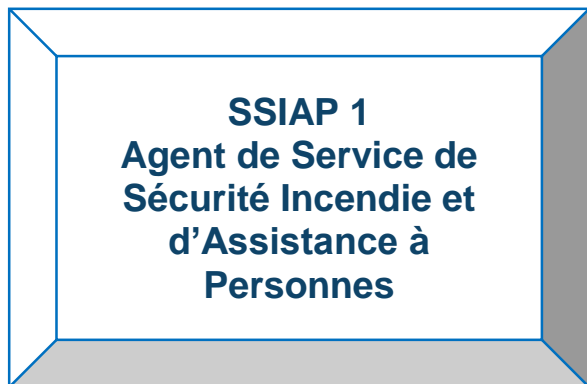 SSIAP 1
Agent de Service de
Sécurité Incendie et
d’Assistance à
Personnes